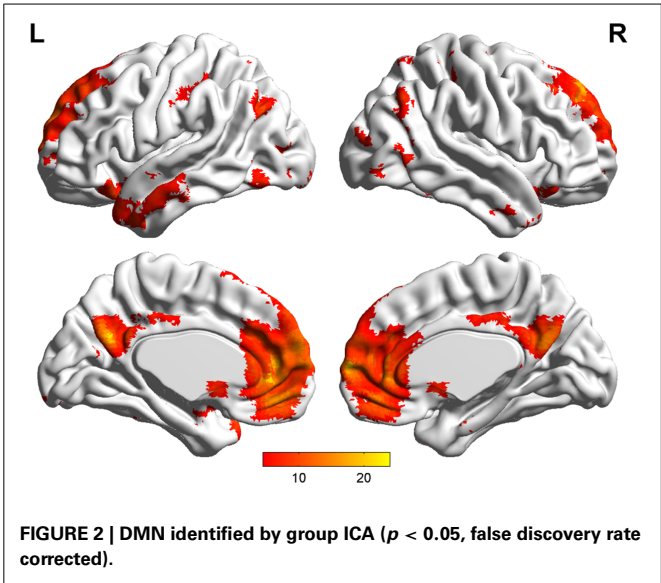 L
R
10 20
FIGURE 2 | DMN identified by group ICA (p < 0.05, false discovery rate
corrected).